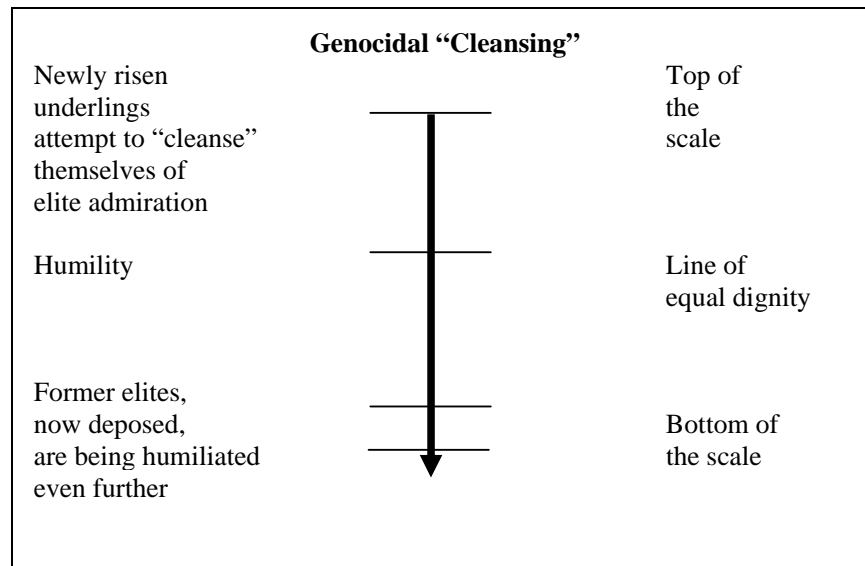 Genocidal “Cleansing”
Newly risen
underlings
attempt to “cleanse”
themselves of
elite admiration
Top of
the
scale
Humility
Line of
equal dignity
Former elites,
now deposed,
are being humiliated
even further
Bottom of
the scale